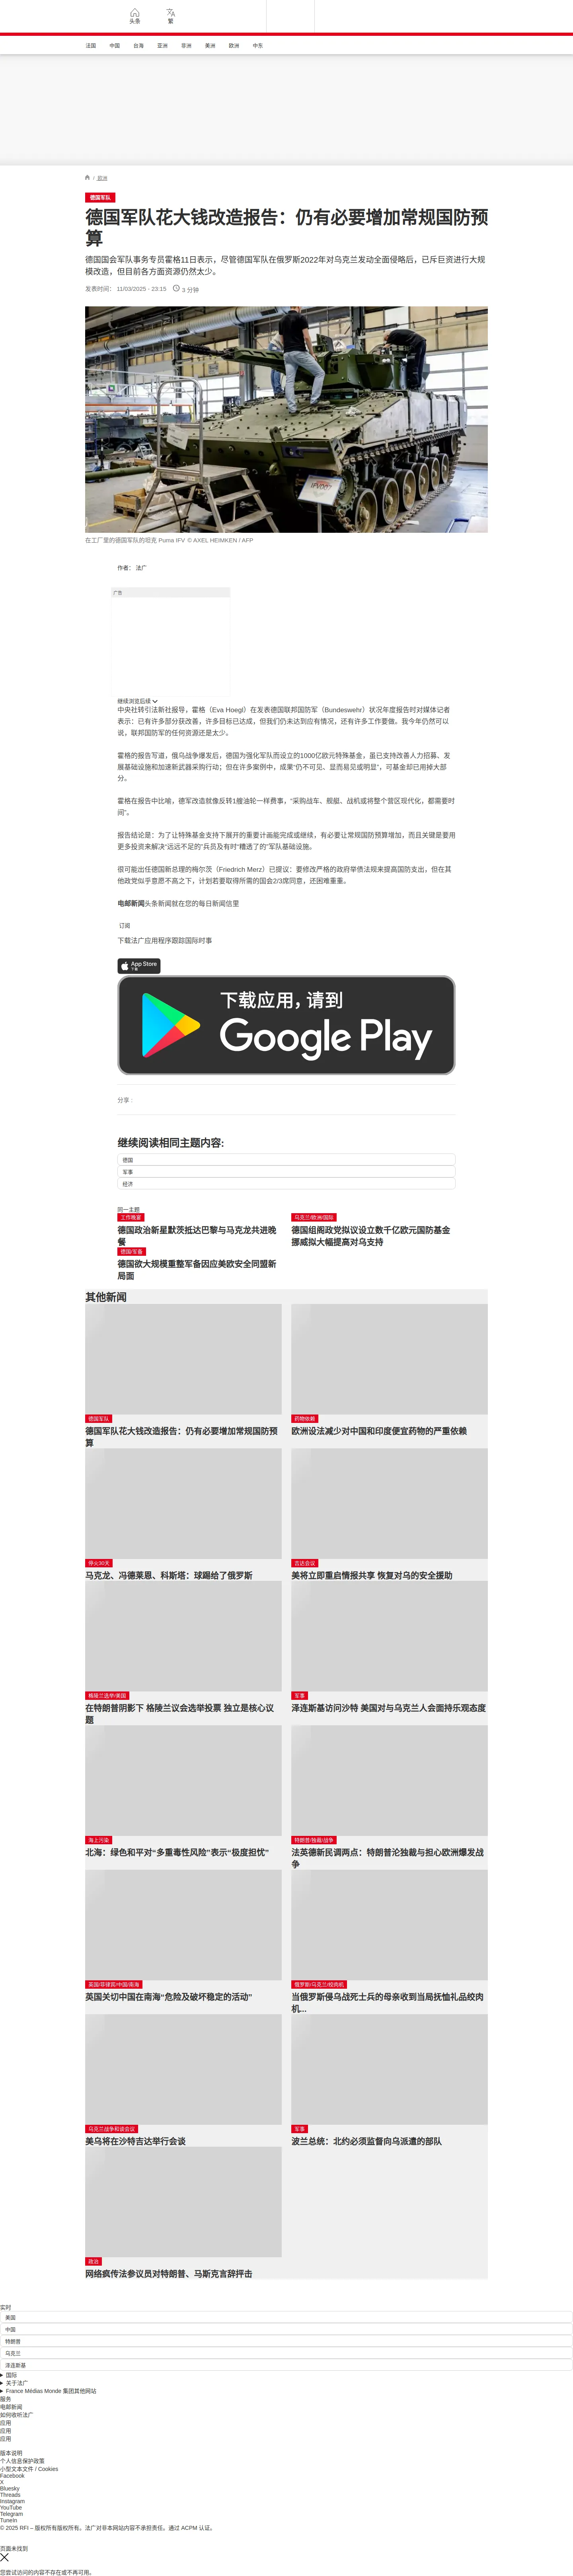 头条
繁
法国
中国
台海
亚洲
非洲
美洲
欧洲
中东
/ 欧洲
德国军队
德国军队花大钱改造报告：仍有必要增加常规国防预
算
德国国会军队事务专员霍格11日表示，尽管德国军队在俄罗斯2022年对乌克兰发动全面侵略后，已斥巨资进行大规
模改造，但目前各方面资源仍然太少。
发表时间： 11/03/2025 - 23:15
3 分钟
在工厂里的德国军队的坦克 Puma IFV © AXEL HEIMKEN / AFP
作者： 法广
广告
继续浏览后续
中央社转引法新社报导，霍格（Eva Hoegl）在发表德国联邦国防军（Bundeswehr）状况年度报告时对媒体记者
表示：已有许多部分获改善，许多目标已达成，但我们仍未达到应有情况，还有许多工作要做。我今年仍然可以
说，联邦国防军的任何资源还是太少。
霍格的报告写道，俄乌战争爆发后，德国为强化军队而设立的1000亿欧元特殊基金，虽已支持改善人力招募、发
展基础设施和加速新武器采购行动；但在许多案例中，成果“仍不可见、显而易见或明显”，可基金却已用掉大部
分。
霍格在报告中比喻，德军改造就像反转1艘油轮一样费事，“采购战车、舰艇、战机或将整个营区现代化，都需要时
间”。
报告结论是：为了让特殊基金支持下展开的重要计画能完成或继续，有必要让常规国防预算增加，而且关键是要用
更多投资来解决“远远不足的”兵员及有时“糟透了的”军队基础设施。
很可能出任德国新总理的梅尔茨（Friedrich Merz）已提议：要修改严格的政府举债法规来提高国防支出，但在其
他政党似乎意愿不高之下，计划若要取得所需的国会2/3席同意，还困难重重。
电邮新闻头条新闻就在您的每日新闻信里
订阅
下载法广应用程序跟踪国际时事
App Store
下载
下载应用，请到
Google Play
分享 :
继续阅读相同主题内容:
德国
军事
经济
同一主题
工作晚宴
德国政治新星默茨抵达巴黎与马克龙共进晚
餐
乌克兰/欧洲/国际
德国组阁政党拟议设立数千亿欧元国防基金
挪威拟大幅提高对乌支持
德国/军备
德国欲大规模重整军备因应美欧安全同盟新
局面
其他新闻
德国军队
德国军队花大钱改造报告：仍有必要增加常规国防预
算
药物依赖
欧洲设法减少对中国和印度便宜药物的严重依赖
停火30天
马克龙、冯德莱恩、科斯塔：球踢给了俄罗斯
吉达会议
美将立即重启情报共享 恢复对乌的安全援助
格陵兰选举/美国
在特朗普阴影下 格陵兰议会选举投票 独立是核心议
题
军事
泽连斯基访问沙特 美国对与乌克兰人会面持乐观态度
海上污染
北海：绿色和平对“多重毒性风险”表示“极度担忧”
特朗普/独裁/战争
法英德新民调两点：特朗普沦独裁与担心欧洲爆发战
争
英国/菲律宾/中国/南海
英国关切中国在南海“危险及破坏稳定的活动”
俄罗斯/乌克兰/绞肉机
当俄罗斯侵乌战死士兵的母亲收到当局抚恤礼品绞肉
机...
乌克兰战争和谈会议
美乌将在沙特吉达举行会谈
军事
波兰总统：北约必须监督向乌派遣的部队
政治
网络疯传法参议员对特朗普、马斯克言辞抨击
实时
美国
中国
特朗普
乌克兰
泽连斯基
国际
关于法广
France Médias Monde 集团其他网站
服务
电邮新闻
如何收听法广
应用
应用
应用
版本说明
个人信息保护政策
小型文本文件 / Cookies
Facebook
X
Bluesky
Threads
Instagram
YouTube
Telegram
TuneIn
© 2025 RFI – 版权所有版权所有。法广对非本网站内容不承担责任。通过 ACPM 认证。
页面未找到
您尝试访问的内容不存在或不再可用。